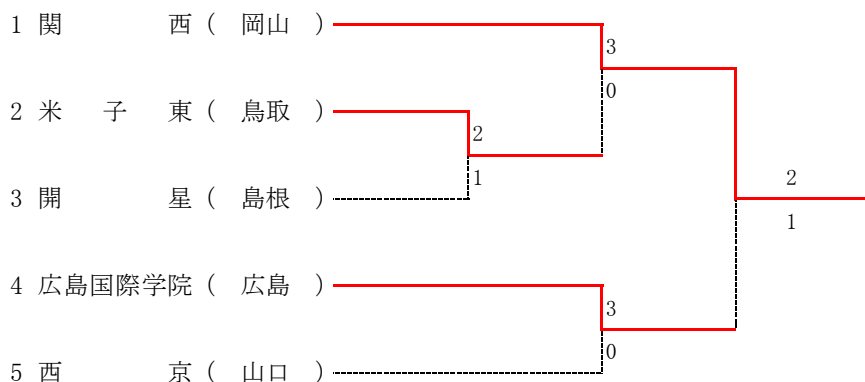 1 関 西 ( 岡山 )
3
0
2 米 子 東 ( 鳥取 )
2
1
3 開 星 ( 島根 )
2
1
4 広島国際学院 ( 広島 )
3
0
5 西 京 ( 山口 )